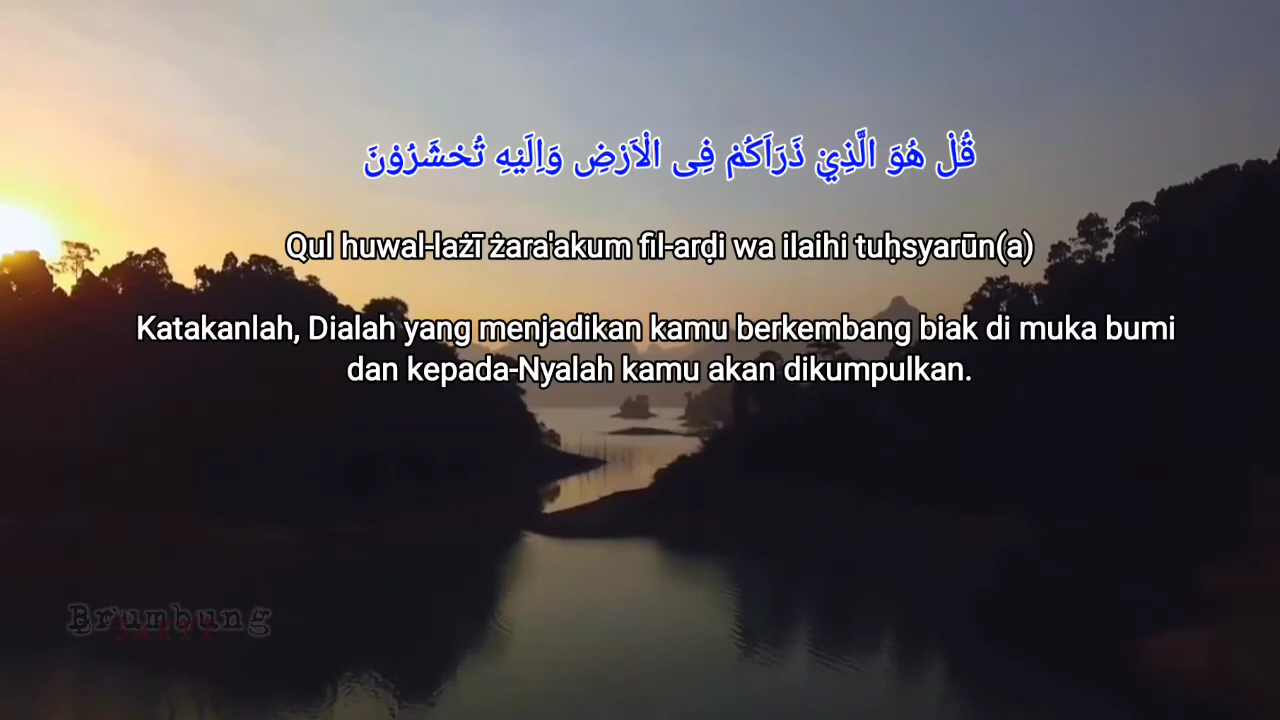 قُلْ هُوَ الَّذِيْ ذَرَاَكُمْ فِى الْاَرْضِ وَاِلَيْهِ تُحْشَرُوْنَ
Qul huwal-lażī żara'akum fil-arḍi wa ilaihi tuḥsyarūn(a)
Katakanlah, Dialah yang menjadikan kamu berkembang biak di muka bumi
dan kepada-Nyalah kamu akan dikumpulkan.
Brumbung